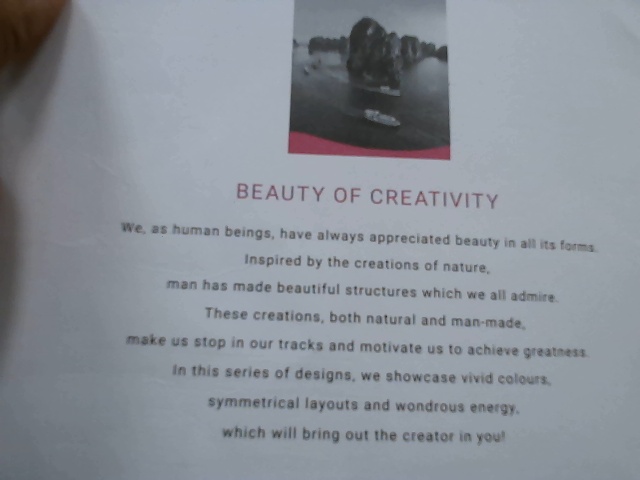 BEAUTY OF CREATIVITY
We, as human beings, have always appreciated beauty in all its forms.
Inspired by the creations of nature,
man has made beautiful structures which we all admire.
These creations, both natural and man-made,
make us stop in our tracks and motivate us to achieve greatness.
In this series of designs, we showcase vivid colours,
symmetrical layouts and wondrous energy,
which will bring out the creator in you!